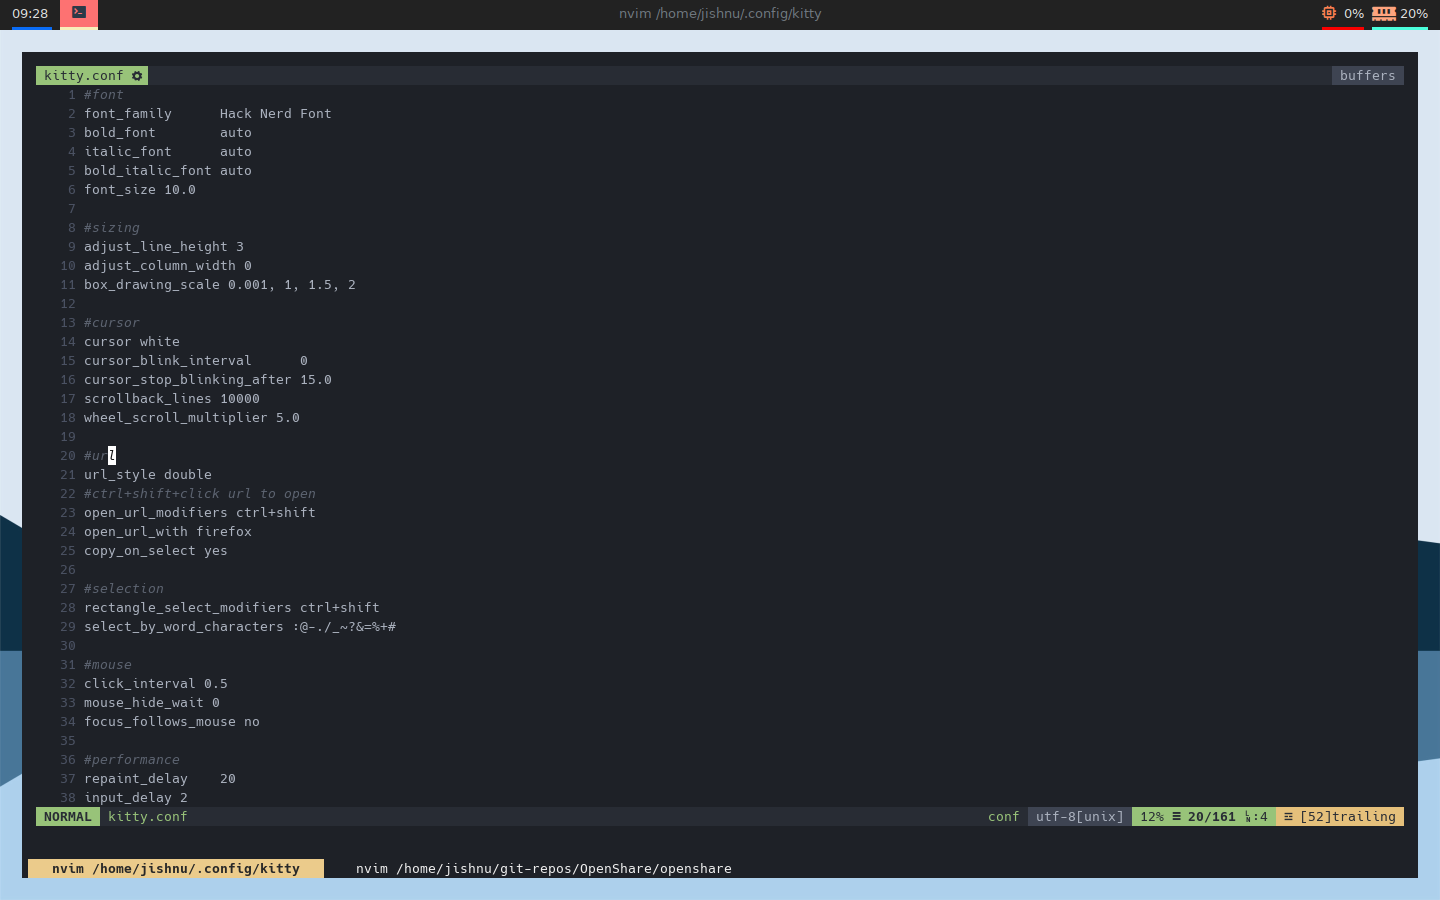 09:28 nvim /home/jishnu/.config/kitty 0% 20%
kitty.conf buffers
1 #font
2 font_family      Hack Nerd Font
3 bold_font        auto
4 italic_font      auto
5 bold_italic_font auto
6 font_size 10.0
7
8 #sizing
9 adjust_line_height 3
10 adjust_column_width 0
11 box_drawing_scale 0.001, 1, 1.5, 2
12
13 #cursor
14 cursor white
15 cursor_blink_interval      0
16 cursor_stop_blinking_after 15.0
17 scrollback_lines 10000
18 wheel_scroll_multiplier 5.0
19
20 #url
21 url_style double
22 #ctrl+shift+click url to open
23 open_url_modifiers ctrl+shift
24 open_url_with firefox
25 copy_on_select yes
26
27 #selection
28 rectangle_select_modifiers ctrl+shift
29 select_by_word_characters :@-./_~?&=%+#
30
31 #mouse
32 click_interval 0.5
33 mouse_hide_wait 0
34 focus_follows_mouse no
35
36 #performance
37 repaint_delay    20
38 input_delay 2
NORMAL kitty.conf conf utf-8[unix] 12% ☰ 20/161 ㏑:4 ☲ [52]trailing
nvim /home/jishnu/.config/kitty nvim /home/jishnu/git-repos/OpenShare/openshare